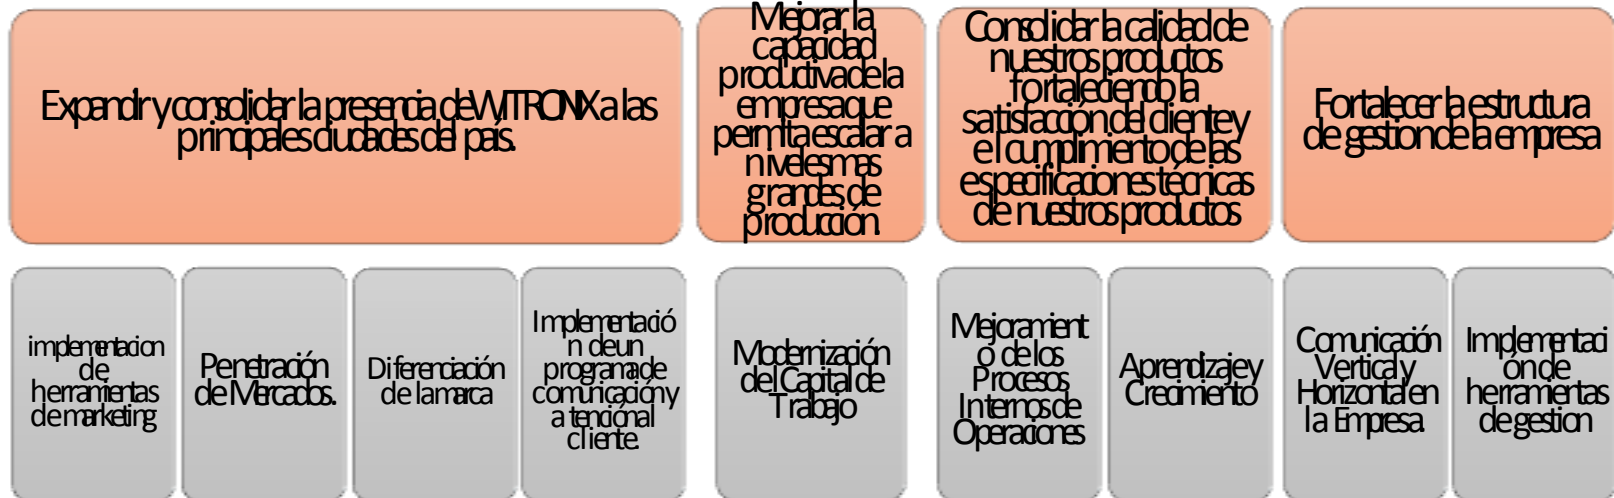 Expandir y consolidar la presencia de WITRONIX a las
principales ciudades del país.
Mejorar la
capacidad
productiva de la
empresa que
permita escalar a
niveles mas
grandes de
producción.
Consolidar la calidad de
nuestros productos
fortaleciendo la
satisfacción del cliente y
el cumplimiento de las
especificaciones técnicas
de nuestros productos
Fortalecer la estructura
de gestion de la empresa
implementacion
de
herramientas
de marketing
Penetración
de Mercados.
Diferenciación
de la marca
Implementació
n de un
programa de
comunicación y
atención al
cliente.
Modernización
del Capital de
Trabajo
Mejoramient
o de los
Procesos
Internos de
Operaciones
Aprendizaje y
Crecimiento
Comunicación
Vertical y
Horizontal en
la Empresa.
Implementaci
ón de
herramientas
de gestion